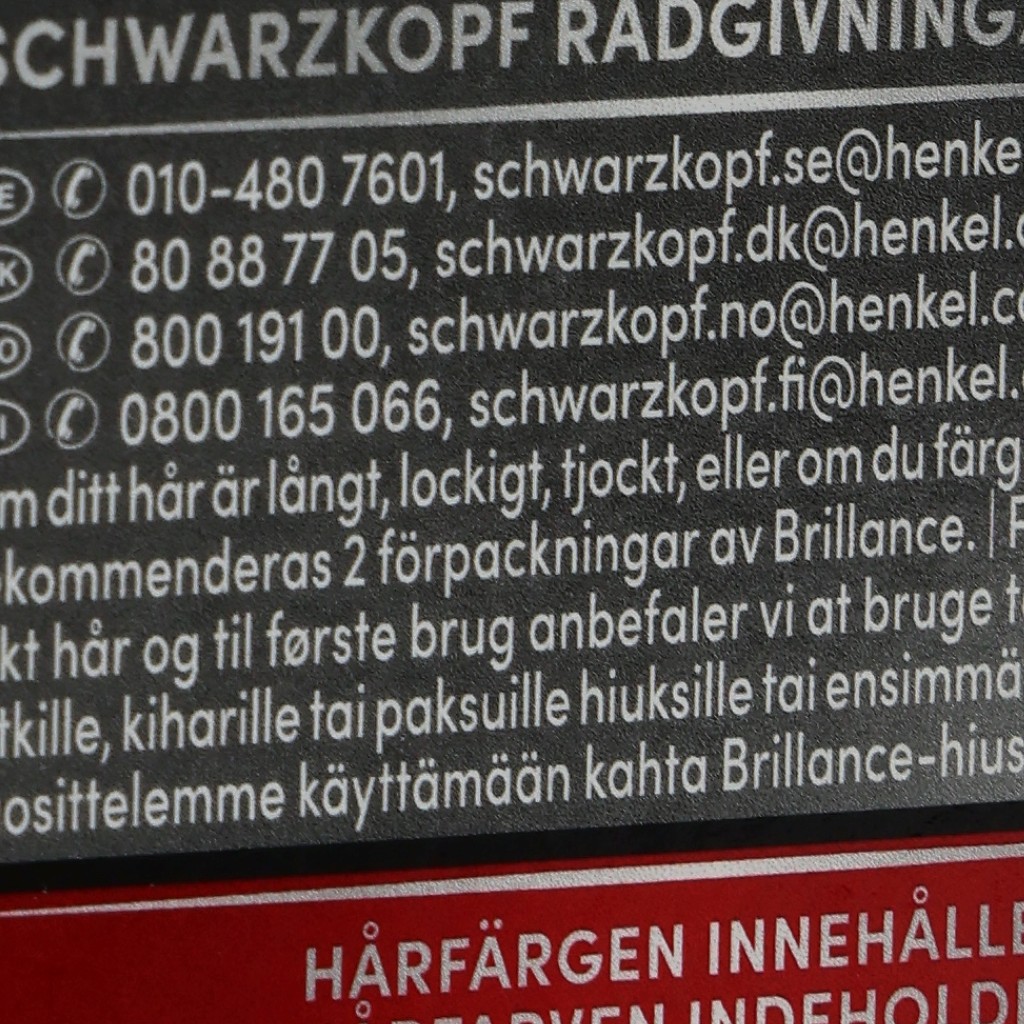 SCHWARZKOPF RÅDGIVNING
E 010-480 7601, schwarzkopf.se@henke
K 80 88 77 05, schwarzkopf.dk@henkel.c
O 800 191 00, schwarzkopf.no@henkel.co
I 0800 165 066, schwarzkopf.fi@henkel.
m ditt hår är långt, lockigt, tjockt, eller om du färg
kommenderas 2 förpackningar av Brillance. | F
kt hår og til første brug anbefaler vi at bruge t
tkille, kiharille tai paksuille hiuksille tai ensimmä
osittelemme käyttämään kahta Brillance-hius
HÅRFÄRGEN INNEHÅLLE
ÅRFARVEN INDEHOLD